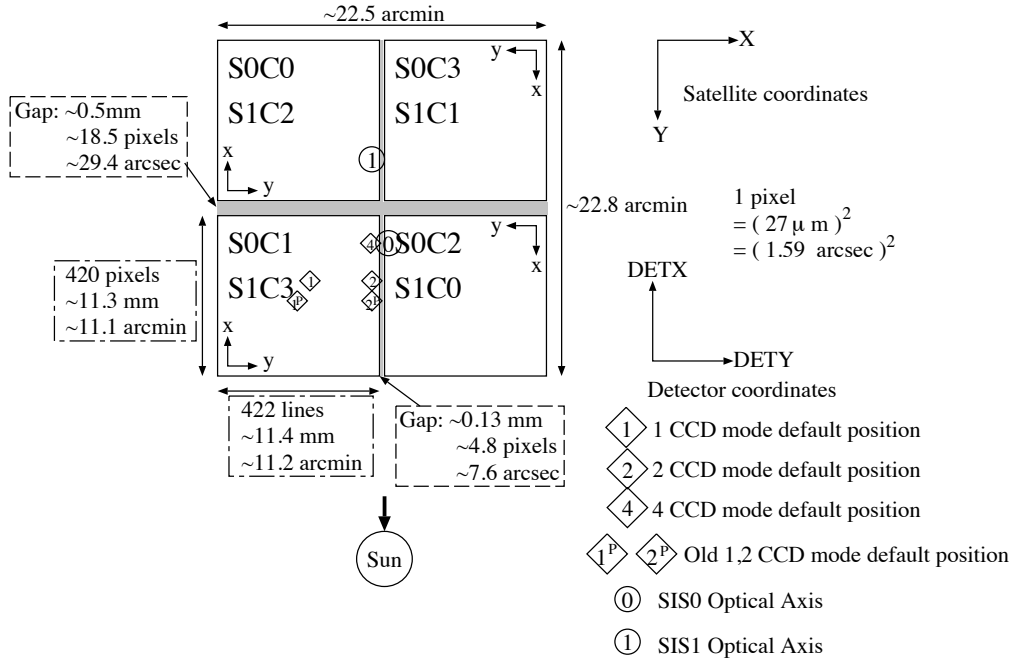 ~22.5 arcmin
S0C0
S1C2
x
y
S0C3
S1C1
y
x
X
Y
Satellite coordinates
Gap: ~0.5mm
~18.5 pixels
~29.4 arcsec
1
~22.8 arcmin
1 pixel
= ( 27 μ m )²
= ( 1.59 arcsec )²
S0C1
S1C3
4
0
1
2
1P
2P
x
y
S0C2
S1C0
y
x
420 pixels
~11.3 mm
~11.1 arcmin
DETX
DETY
Detector coordinates
422 lines
~11.4 mm
~11.2 arcmin
Gap: ~0.13 mm
~4.8 pixels
~7.6 arcsec
Sun
1 1 CCD mode default position
2 2 CCD mode default position
4 4 CCD mode default position
1P 2P Old 1,2 CCD mode default position
0 SIS0 Optical Axis
1 SIS1 Optical Axis